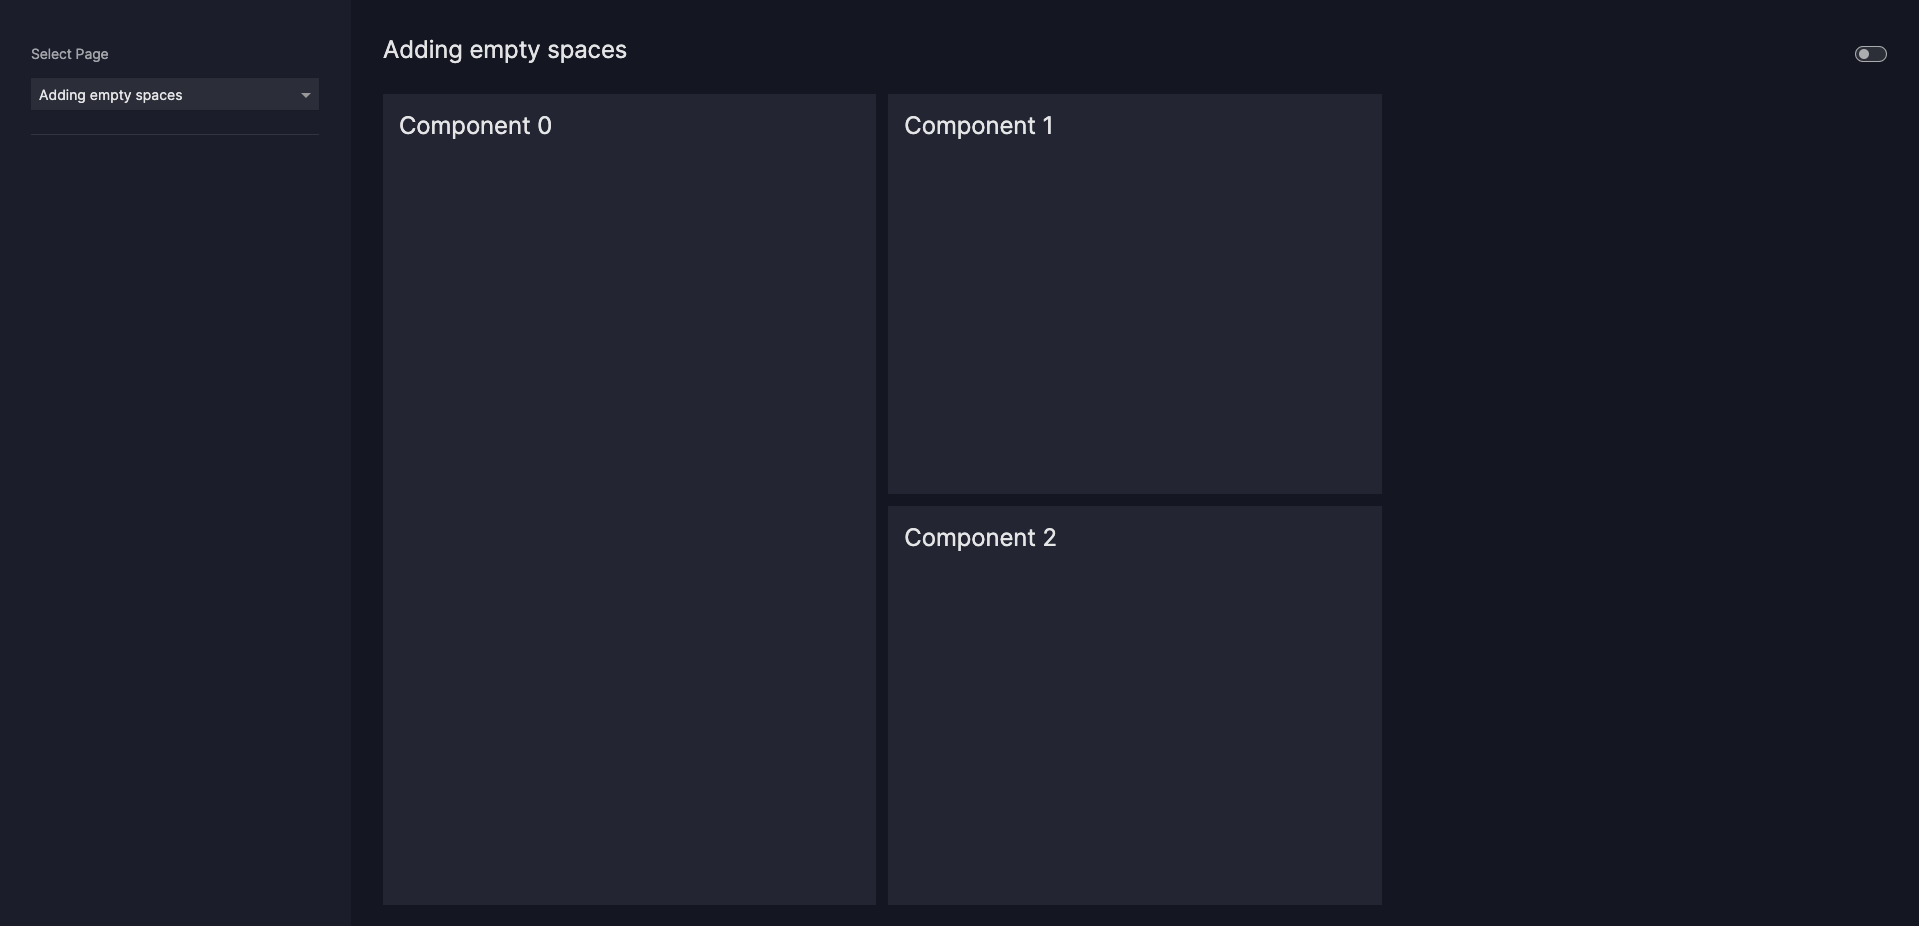 Select Page
Adding empty spaces
Adding empty spaces
Component 0
Component 1
Component 2